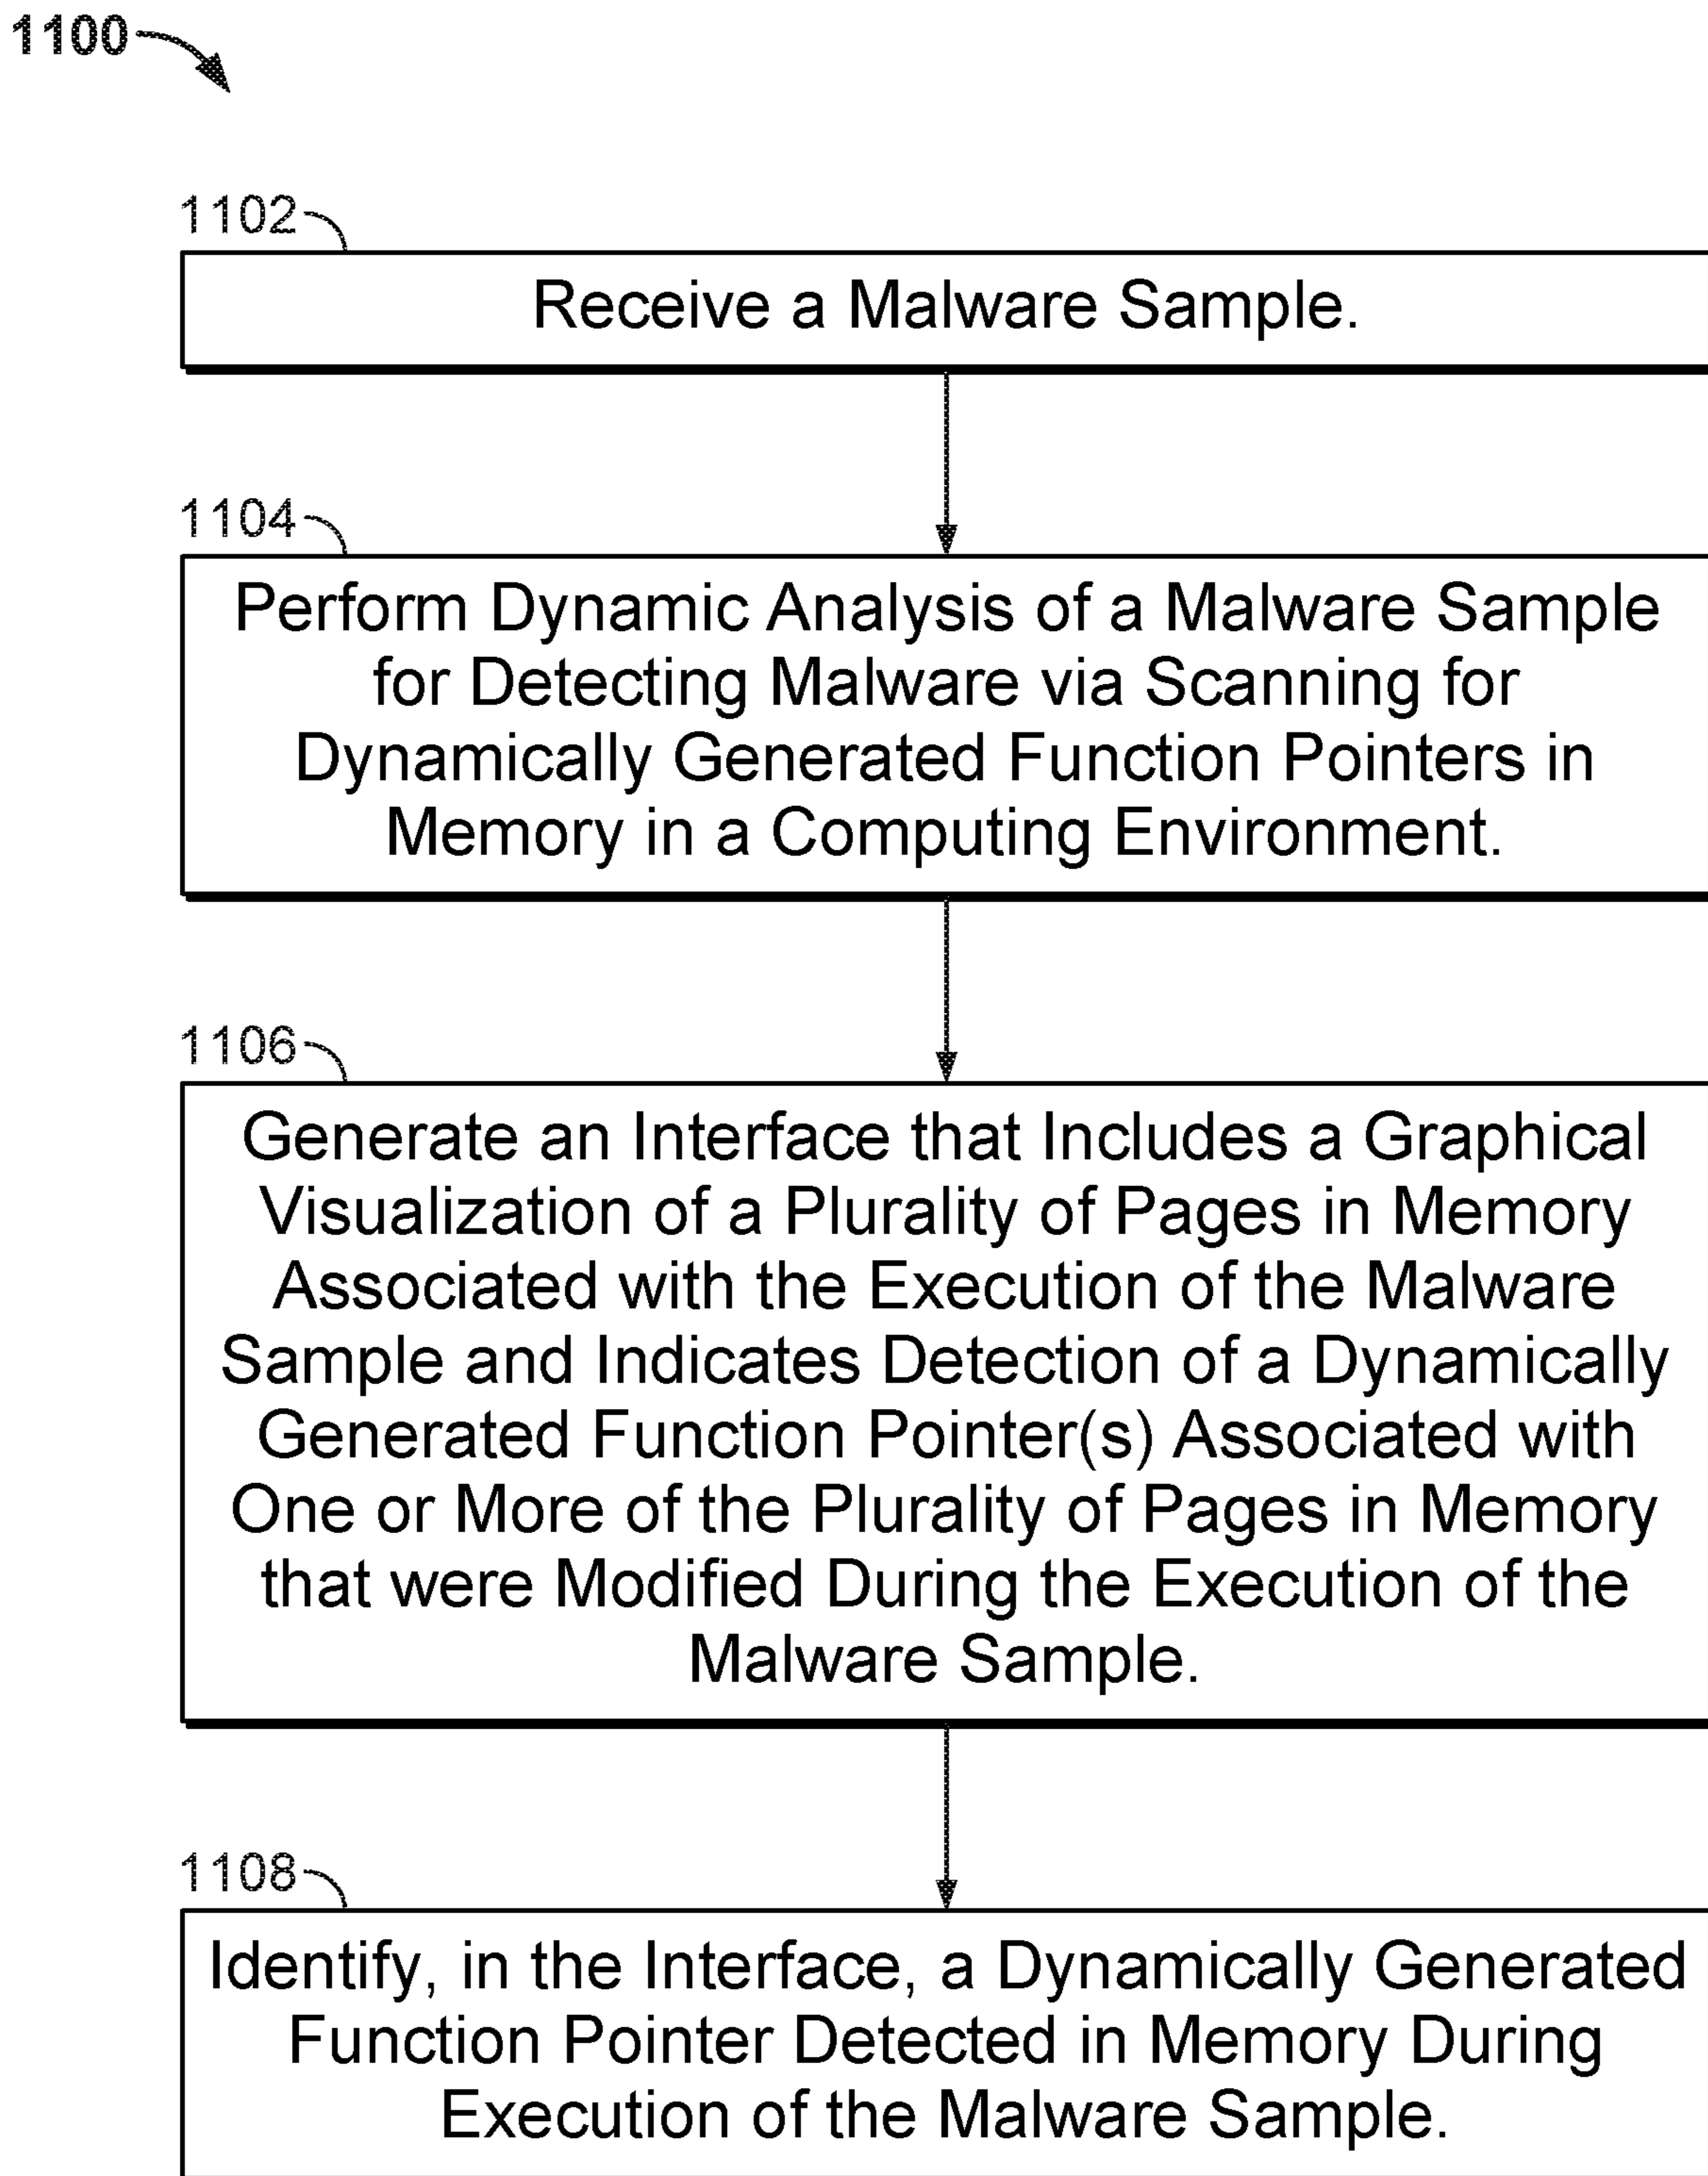 1100
1102
Receive a Malware Sample.
1104
Perform Dynamic Analysis of a Malware Sample
for Detecting Malware via Scanning for
Dynamically Generated Function Pointers in
Memory in a Computing Environment.
1106
Generate an Interface that Includes a Graphical
Visualization of a Plurality of Pages in Memory
Associated with the Execution of the Malware
Sample and Indicates Detection of a Dynamically
Generated Function Pointer(s) Associated with
One or More of the Plurality of Pages in Memory
that were Modified During the Execution of the
Malware Sample.
1108
Identify, in the Interface, a Dynamically Generated
Function Pointer Detected in Memory During
Execution of the Malware Sample.